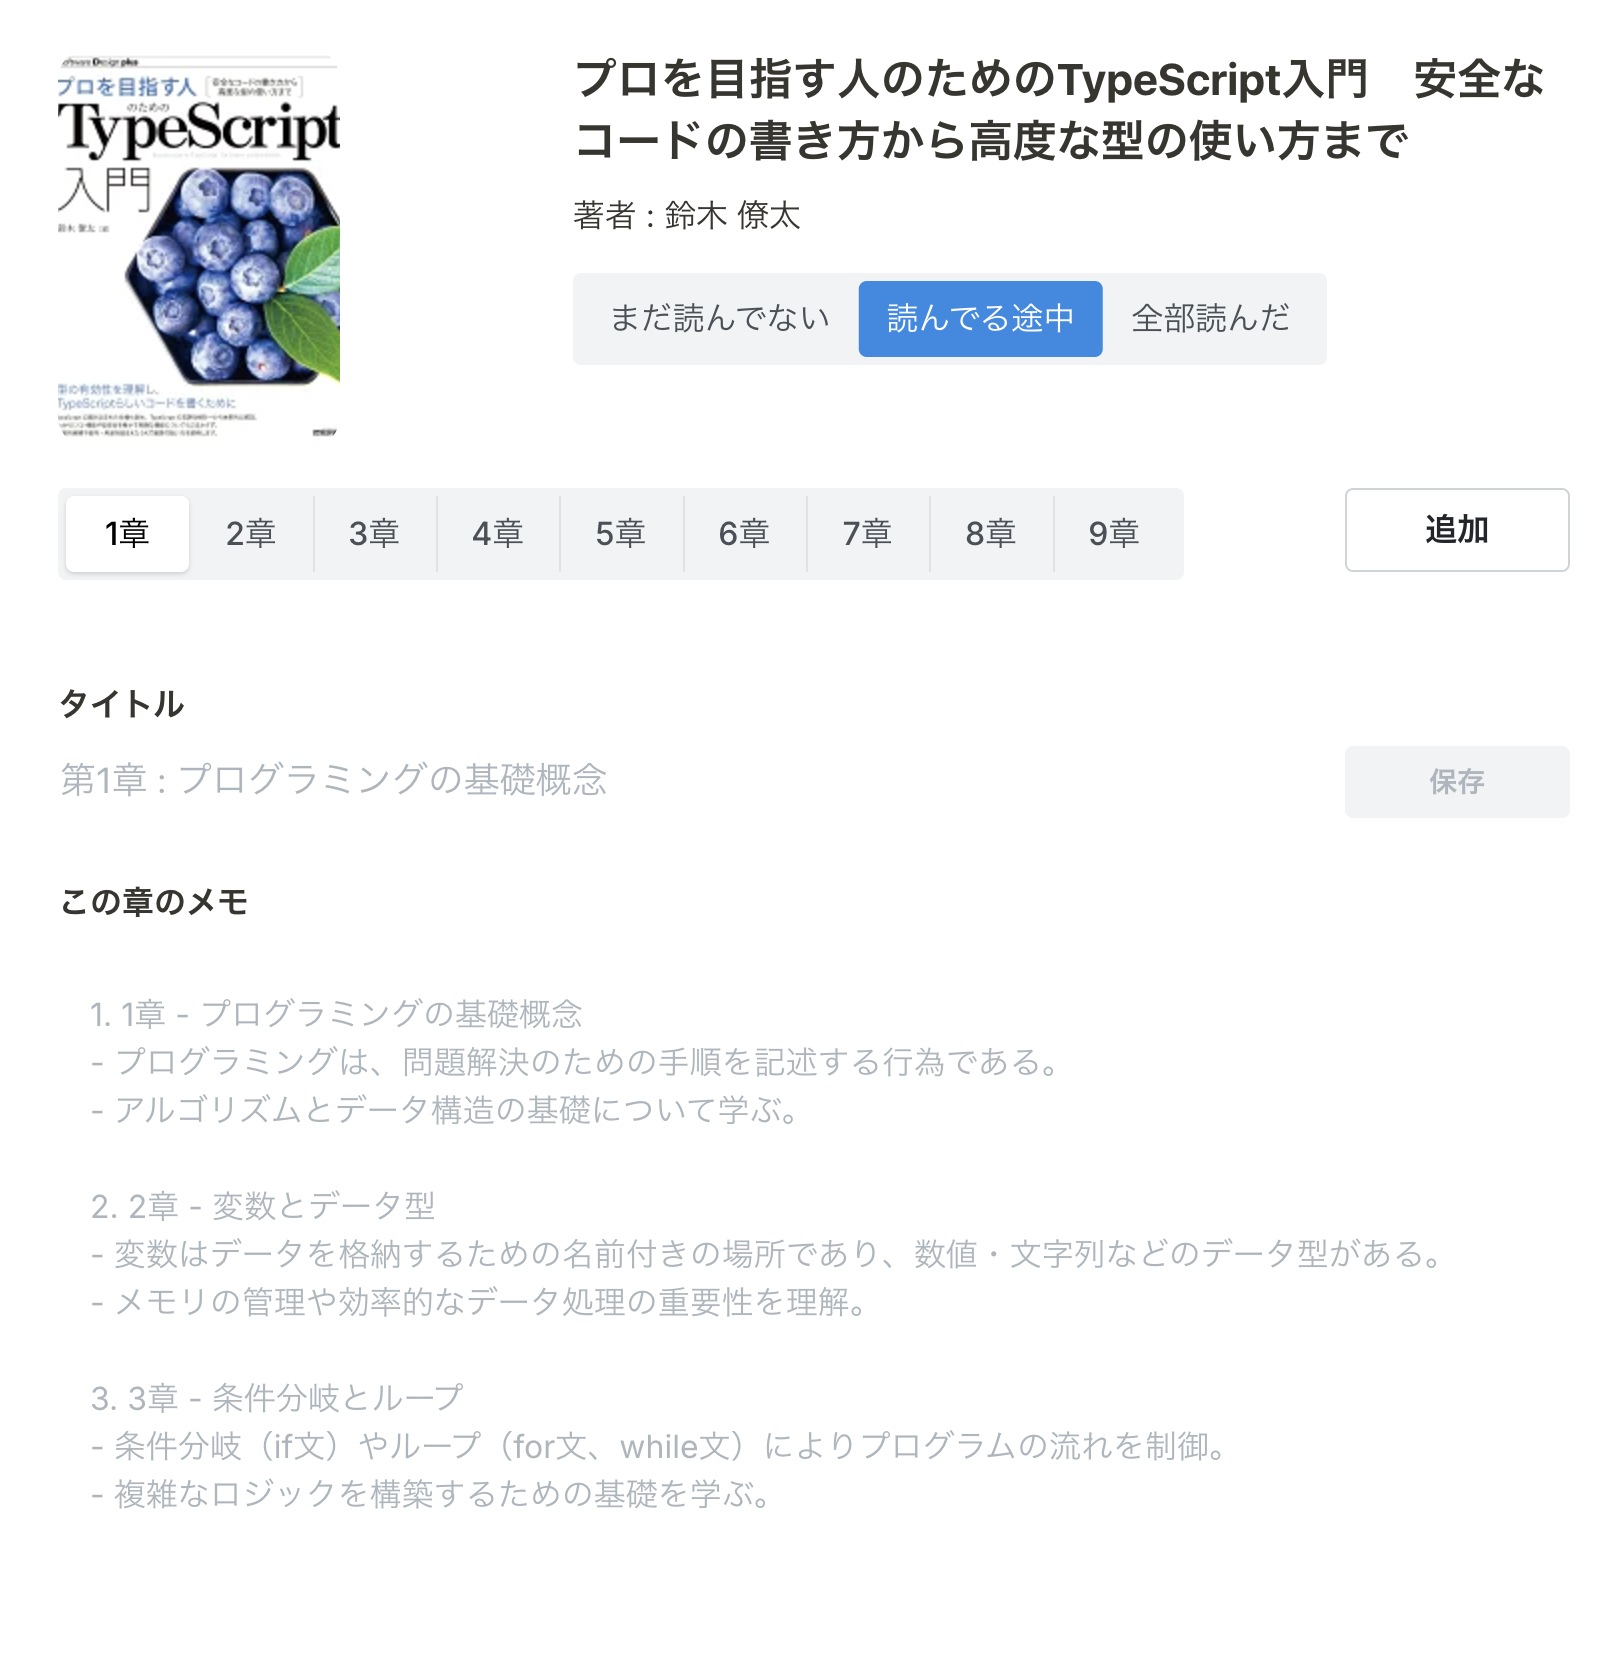 Software Design plus
プロを目指す人
安全なコードの書き方から
高度な型の使い方まで
のための
TypeScript
入門
鈴木 僚太
型の有効性を理解し、
TypeScriptらしいコードを書くために
プロを目指す人のためのTypeScript入門　安全な
コードの書き方から高度な型の使い方まで
著者 : 鈴木 僚太
まだ読んでない 読んでる途中 全部読んだ
1章 2章 3章 4章 5章 6章 7章 8章 9章 追加
タイトル
第1章 : プログラミングの基礎概念
保存
この章のメモ
1. 1章 - プログラミングの基礎概念
- プログラミングは、問題解決のための手順を記述する行為である。
- アルゴリズムとデータ構造の基礎について学ぶ。
2. 2章 - 変数とデータ型
- 変数はデータを格納するための名前付きの場所であり、数値・文字列などのデータ型がある。
- メモリの管理や効率的なデータ処理の重要性を理解。
3. 3章 - 条件分岐とループ
- 条件分岐（if文）やループ（for文、while文）によりプログラムの流れを制御。
- 複雑なロジックを構築するための基礎を学ぶ。